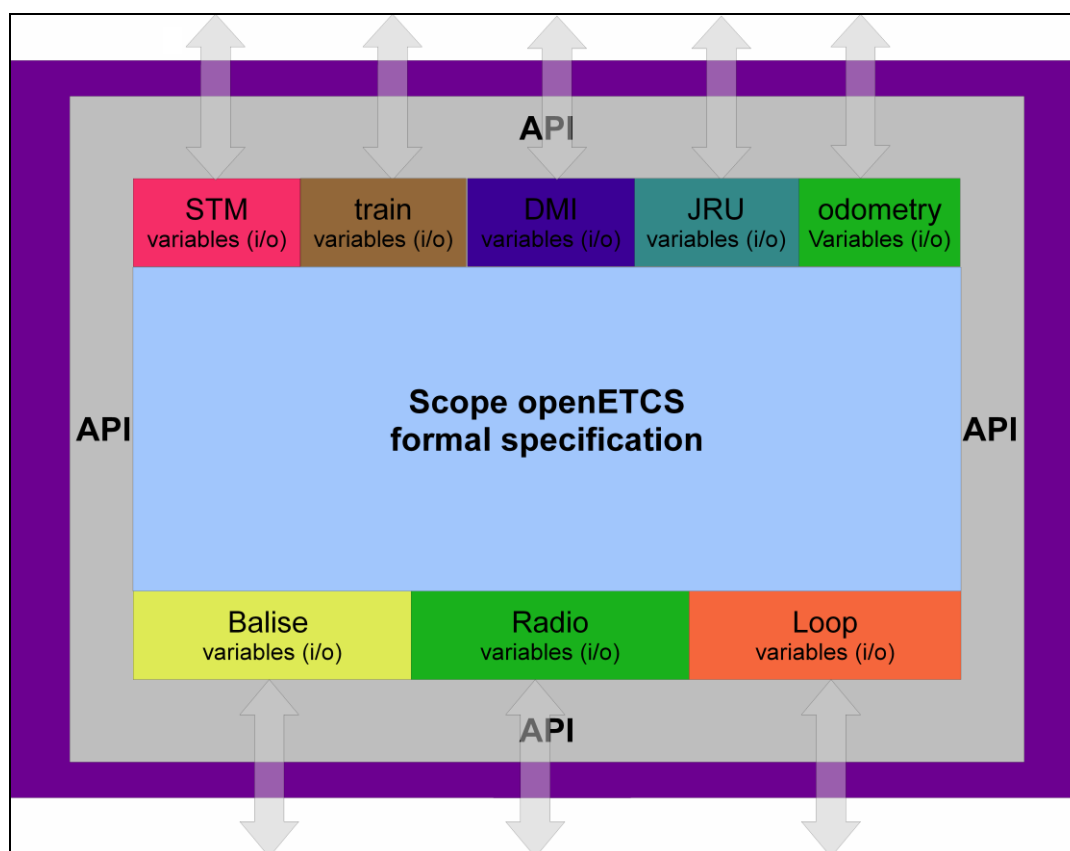 API
STM
variables (i/o)
train
variables (i/o)
DMI
variables (i/o)
JRU
variables (i/o)
odometry
Variables (i/o)
API
Scope openETCS
formal specification
API
Balise
variables (i/o)
Radio
variables (i/o)
Loop
variables (i/o)
API